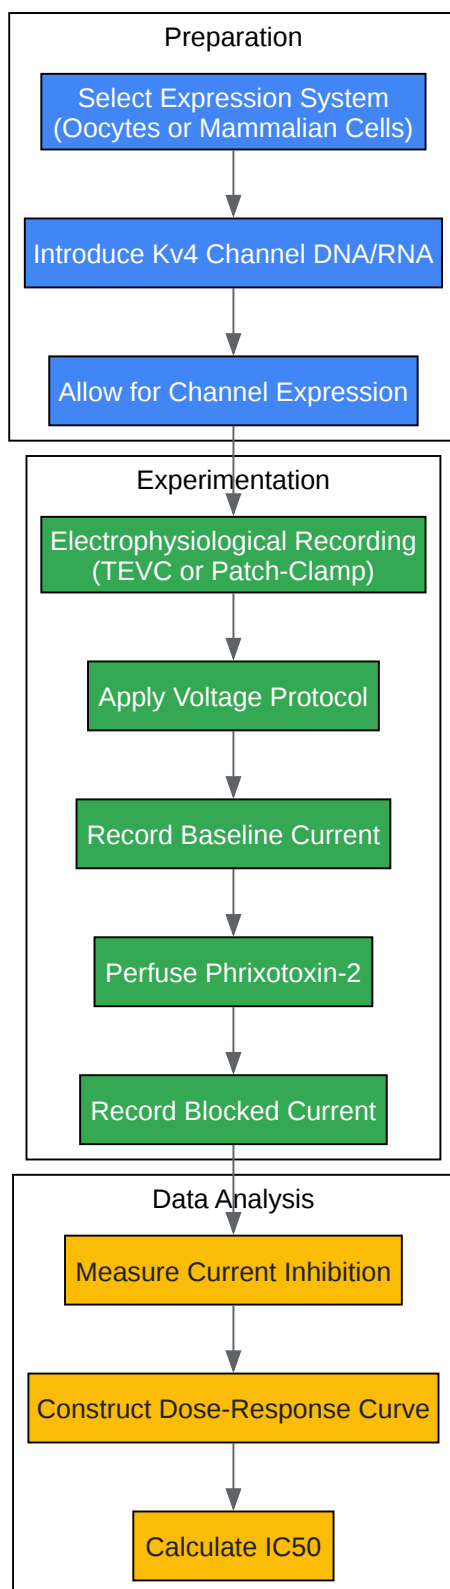 Preparation
Select Expression System
(Oocytes or Mammalian Cells)
Introduce Kv4 Channel DNA/RNA
Allow for Channel Expression
Experimentation
Electrophysiological Recording
(TEVC or Patch-Clamp)
Apply Voltage Protocol
Record Baseline Current
Perfuse Phrixotoxin-2
Record Blocked Current
Data Analysis
Measure Current Inhibition
Construct Dose-Response Curve
Calculate IC50